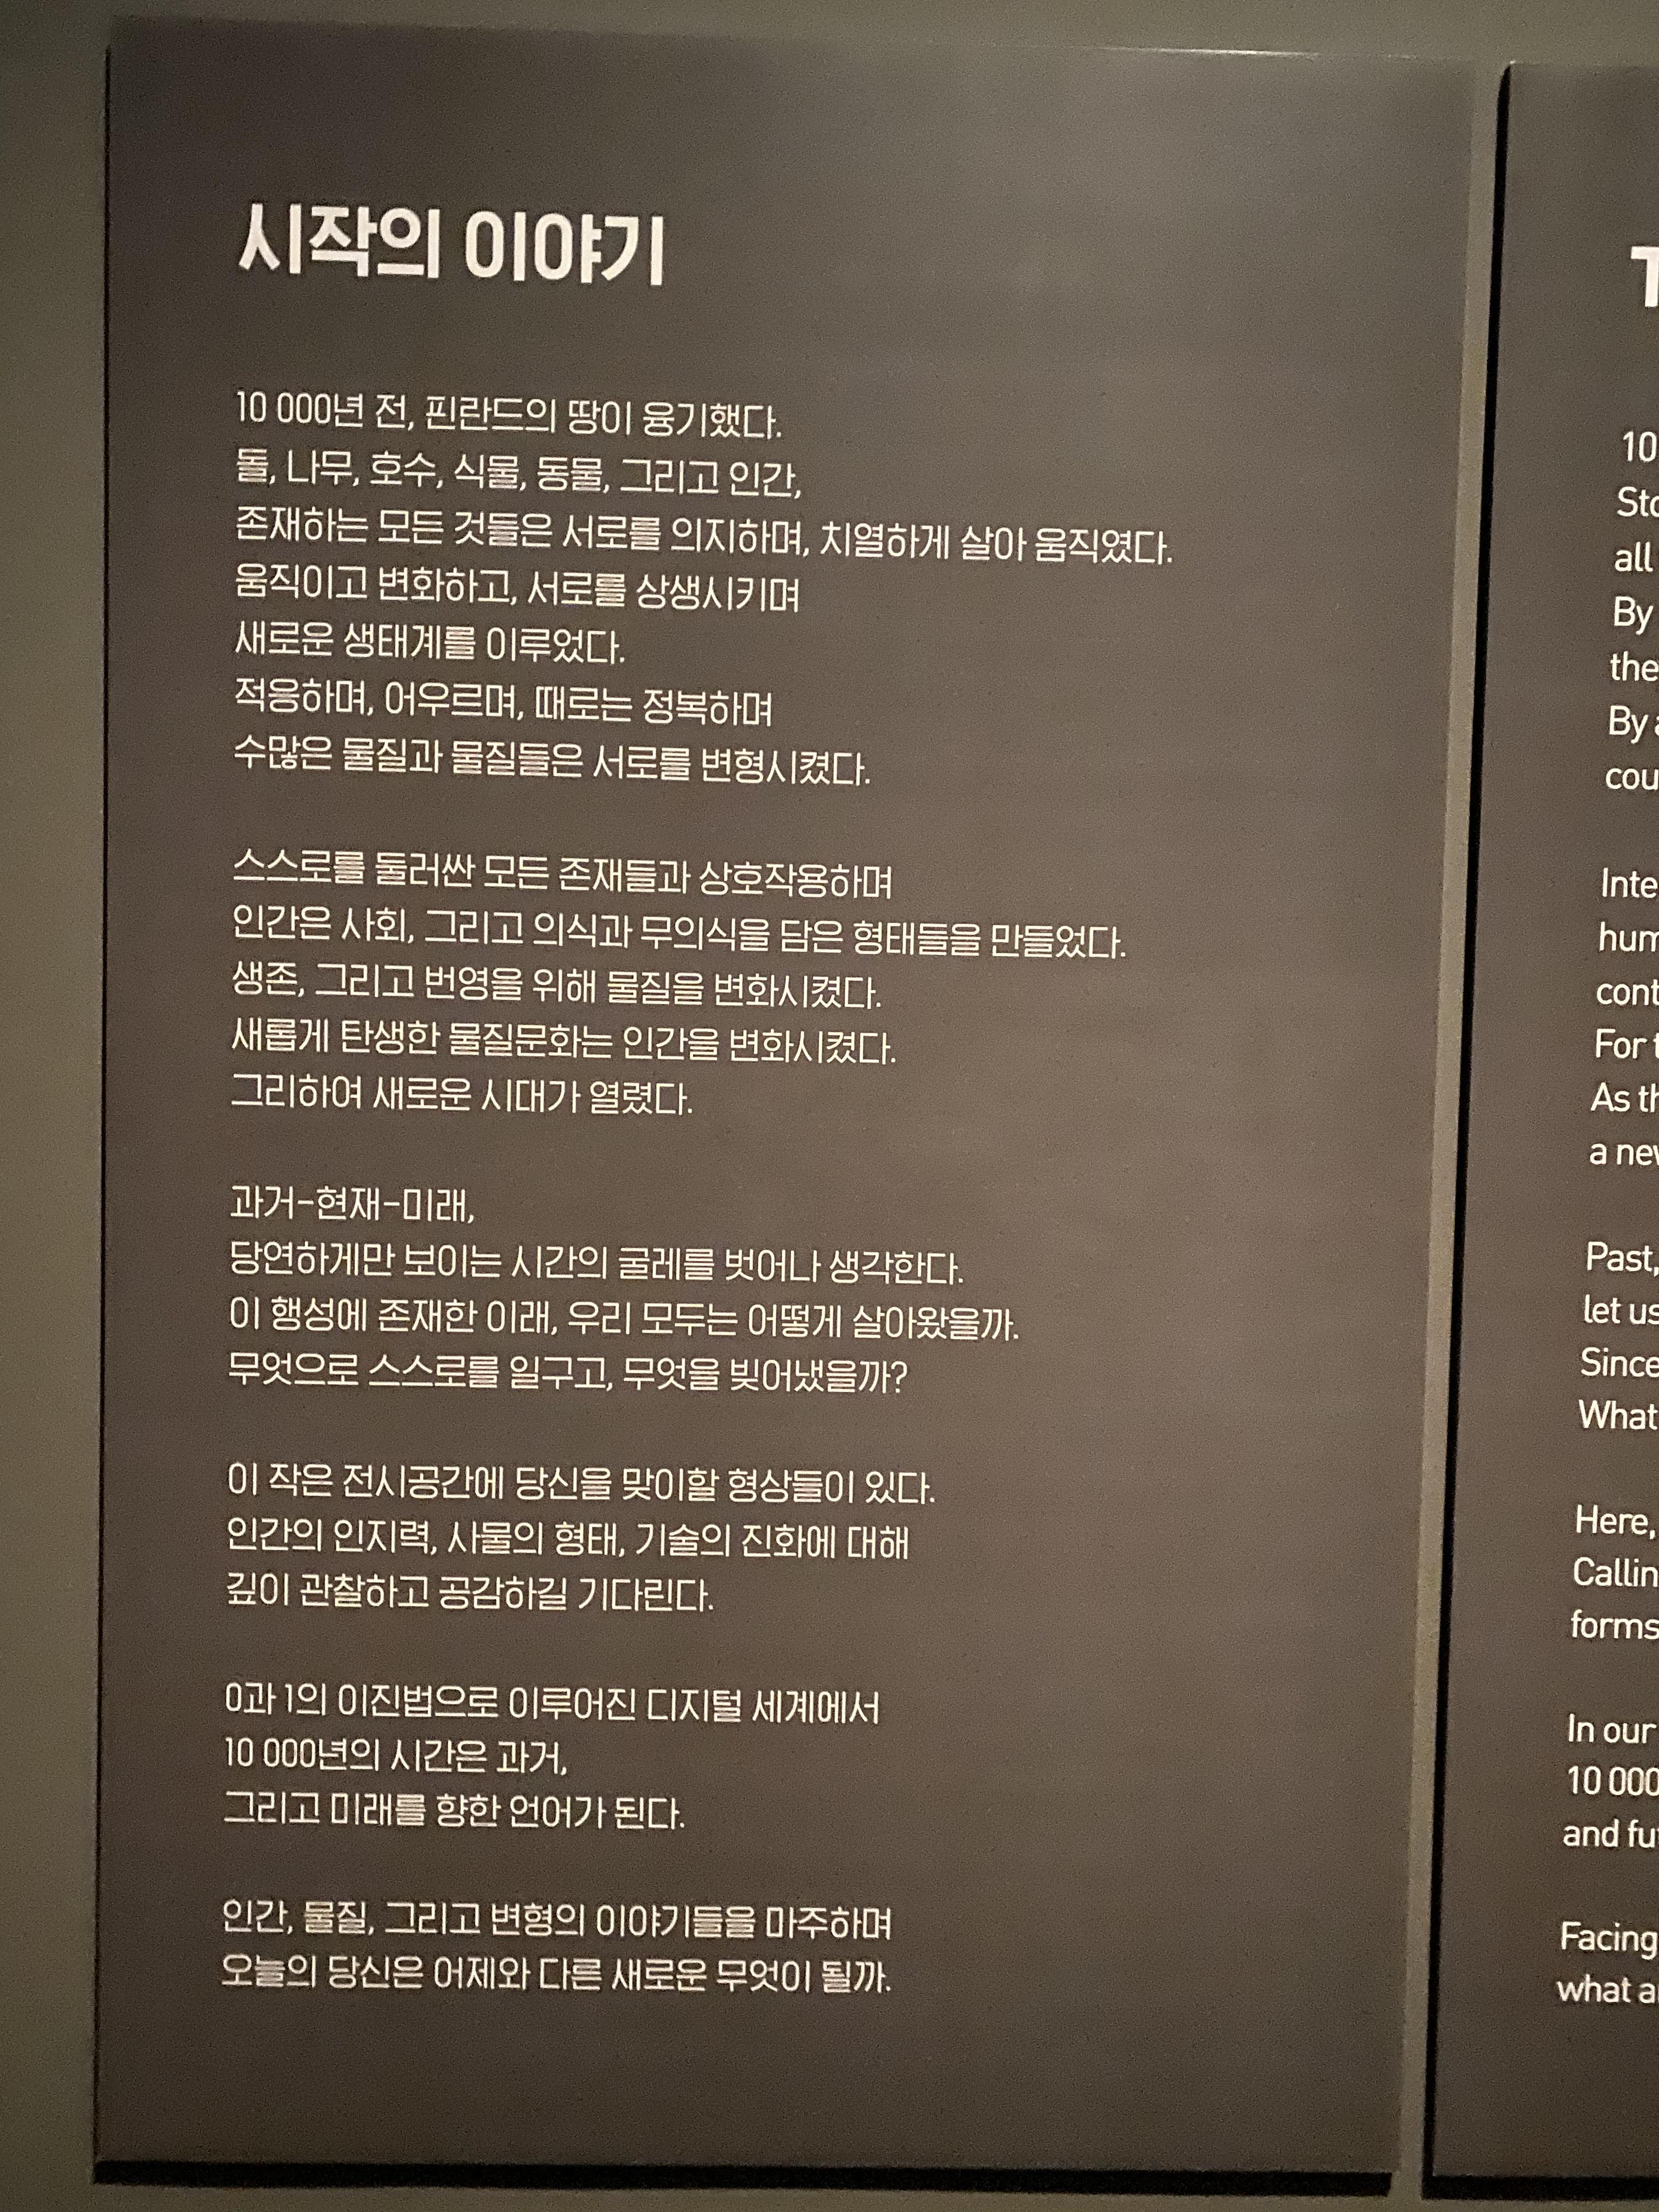 시작의 이야기
10 000년 전, 핀란드의 땅이 융기했다.
돌, 나무, 호수, 식물, 동물, 그리고 인간,
존재하는 모든 것들은 서로를 의지하며, 치열하게 살아 움직였다.
움직이고 변화하고, 서로를 상생시키며
새로운 생태계를 이루었다.
적응하며, 어우르며, 때로는 정복하며
수많은 물질과 물질들은 서로를 변형시켰다.
스스로를 둘러싼 모든 존재들과 상호작용하며
인간은 사회, 그리고 의식과 무의식을 담은 형태들을 만들었다.
생존, 그리고 번영을 위해 물질을 변화시켰다.
새롭게 탄생한 물질문화는 인간을 변화시켰다.
그리하여 새로운 시대가 열렸다.
과거-현재-미래,
당연하게만 보이는 시간의 굴레를 벗어나 생각한다.
이 행성에 존재한 이래, 우리 모두는 어떻게 살아왔을까.
무엇으로 스스로를 일구고, 무엇을 빚어냈을까?
이 작은 전시공간에 당신을 맞이할 형상들이 있다.
인간의 인지력, 사물의 형태, 기술의 진화에 대해
깊이 관찰하고 공감하길 기다린다.
0과 1의 이진법으로 이루어진 디지털 세계에서
10 000년의 시간은 과거,
그리고 미래를 향한 언어가 된다.
인간, 물질, 그리고 변형의 이야기들을 마주하며
오늘의 당신은 어제와 다른 새로운 무엇이 될까.
10
all
By
the
By
For
a
Past,
let us
Since
What
Here,
forms
In our
10 000
and
Facing
what